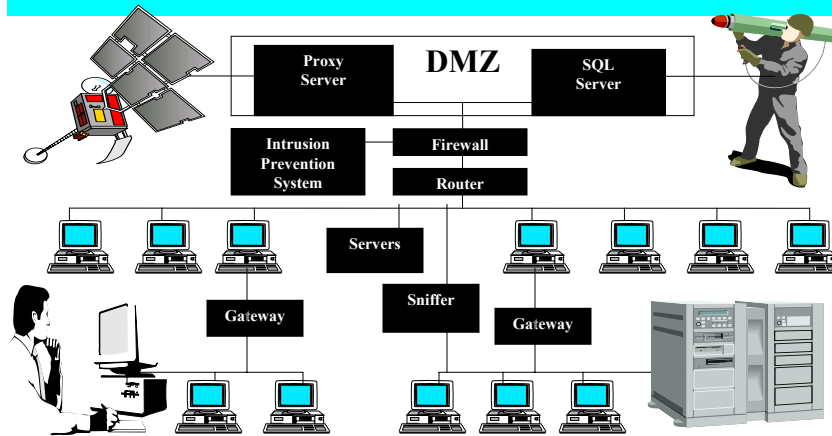 Proxy
Server
DMZ
SQL
Server
Intrusion
Prevention
System
Firewall
Router
Servers
Sniffer
Gateway
Gateway